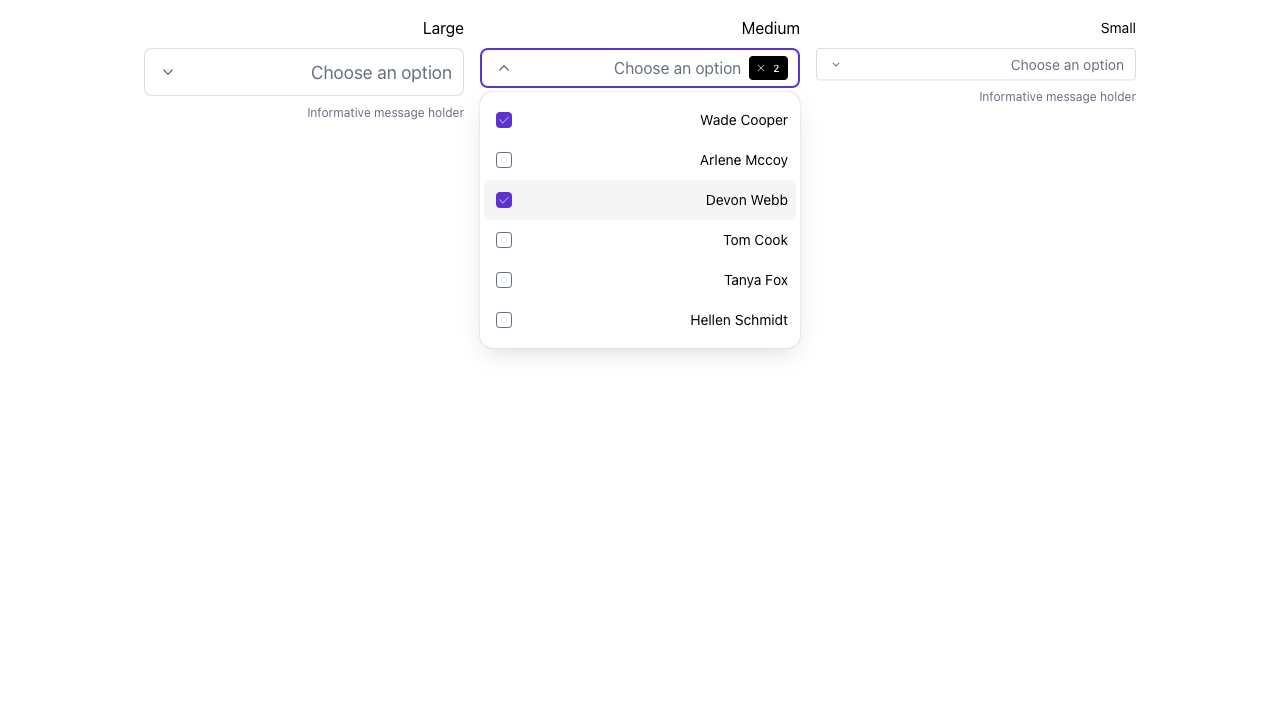 Large
Choose an option
Informative message holder
Medium
Choose an option 2
Wade Cooper
Arlene Mccoy
Devon Webb
Tom Cook
Tanya Fox
Hellen Schmidt
Small
Choose an option
Informative message holder